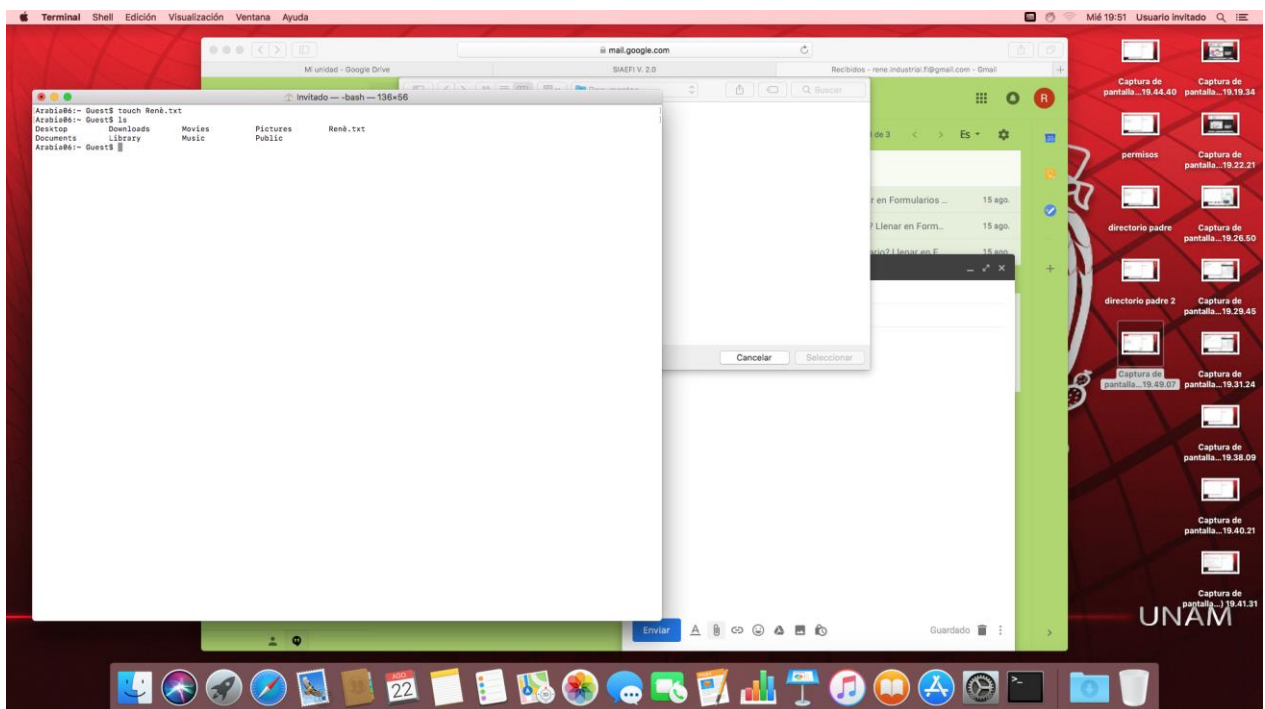 Terminal Shell Edición Visualización Ventana Ayuda
Mié 19:51 Usuario invitado
mail.google.com
Mi unidad - Google Drive
SIAEFI V. 2.0
Recibidos - rene.industrial.fi@gmail.com - Gmail
Buscar
Invitado — -bash — 136×56
Arabia06:~ Guest$ touch Renè.txt
Arabia06:~ Guest$ ls
Desktop Downloads Movies Pictures Renè.txt
Documents Library Music Public
Arabia06:~ Guest$
R
de 3
Es
r en Formularios ... 15 ago.
? Llenar en Form... 15 ago.
ario? Llenar en F... 15 ago.
Cancelar Seleccionar
Enviar
Guardado
Captura de pantalla...19.44.40
Captura de pantalla...19.19.34
permisos
Captura de pantalla...19.22.21
directorio padre
Captura de pantalla...19.26.50
directorio padre 2
Captura de pantalla...19.29.45
Captura de pantalla...19.49.07
Captura de pantalla...19.31.24
Captura de pantalla...19.38.09
Captura de pantalla...19.40.21
Captura de pantalla...) 19.41.31
UNAM
AGO
22